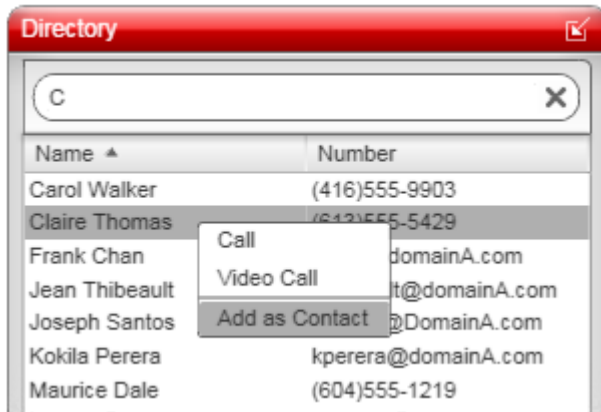 Directory
C
Name Number
Carol Walker (416)555-9903
Claire Thomas (613)555-5429
Call
Frank Chan domainA.com
Video Call
Jean Thibeault lt@domainA.com
Add as Contact
Joseph Santos @DomainA.com
Kokila Perera kperera@domainA.com
Maurice Dale (604)555-1219